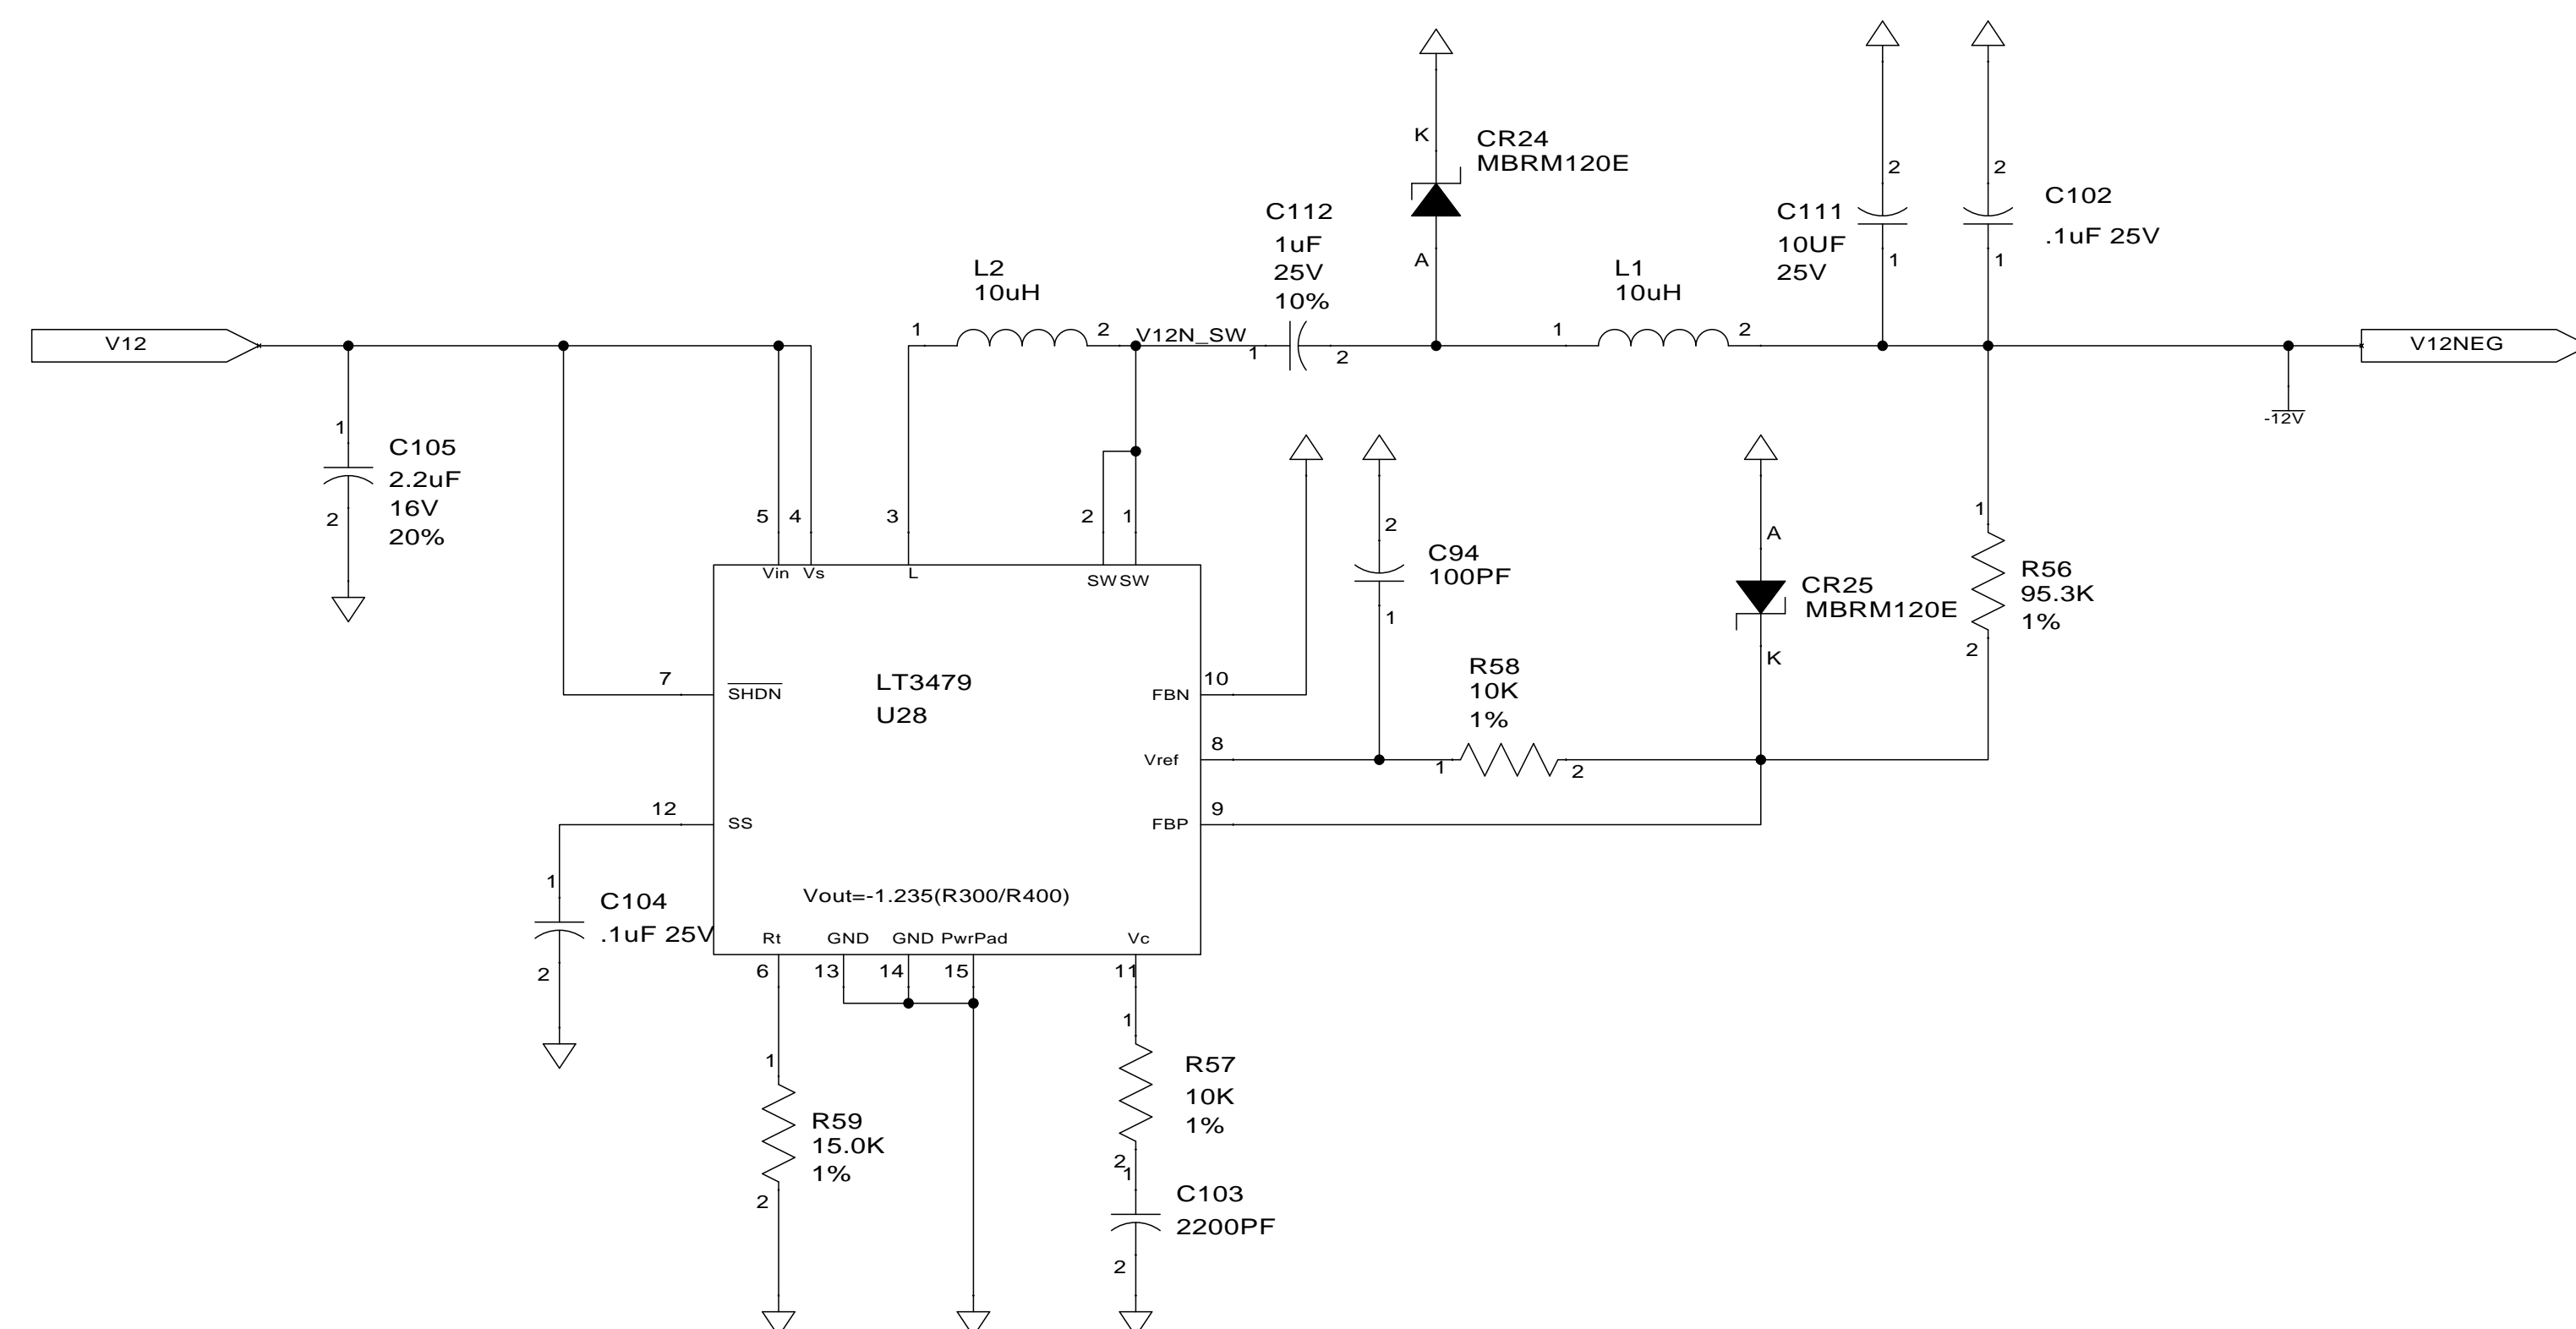 K
CR24
MBRM120E
A
C112
1uF
25V
10%
2
C111
10UF
25V
1
2
C102
.1uF 25V
1
L2
10uH
L1
10uH
V12
1
2
V12N_SW
1
2
1
2
V12NEG
-12V
1
C105
2.2uF
16V
20%
2
5
4
3
2
1
Vin
Vs
L
SW
SW
2
C94
100PF
1
A
CR25
MBRM120E
K
1
R56
95.3K
1%
2
7
SHDN
LT3479
U28
10
FBN
R58
10K
1%
8
Vref
1
2
12
SS
9
FBP
1
C104
.1uF 25V
2
Vout=-1.235(R300/R400)
Rt
GND
GND
PwrPad
Vc
6
13
14
15
11
1
R59
15.0K
1%
2
1
R57
10K
1%
2
1
C103
2200PF
2